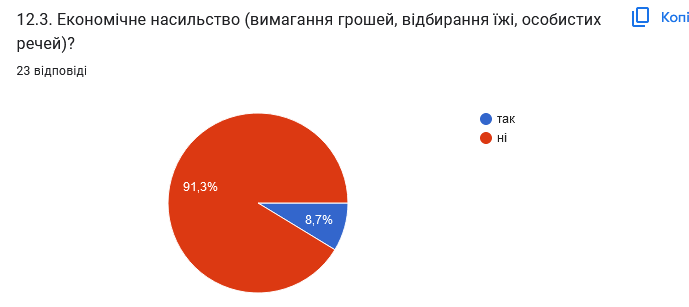 12.3. Економічне насильство (вимагання грошей, відбирання їжі, особистих
речей)?
Копі
23 відповіді
так
ні
91,3%
8,7%